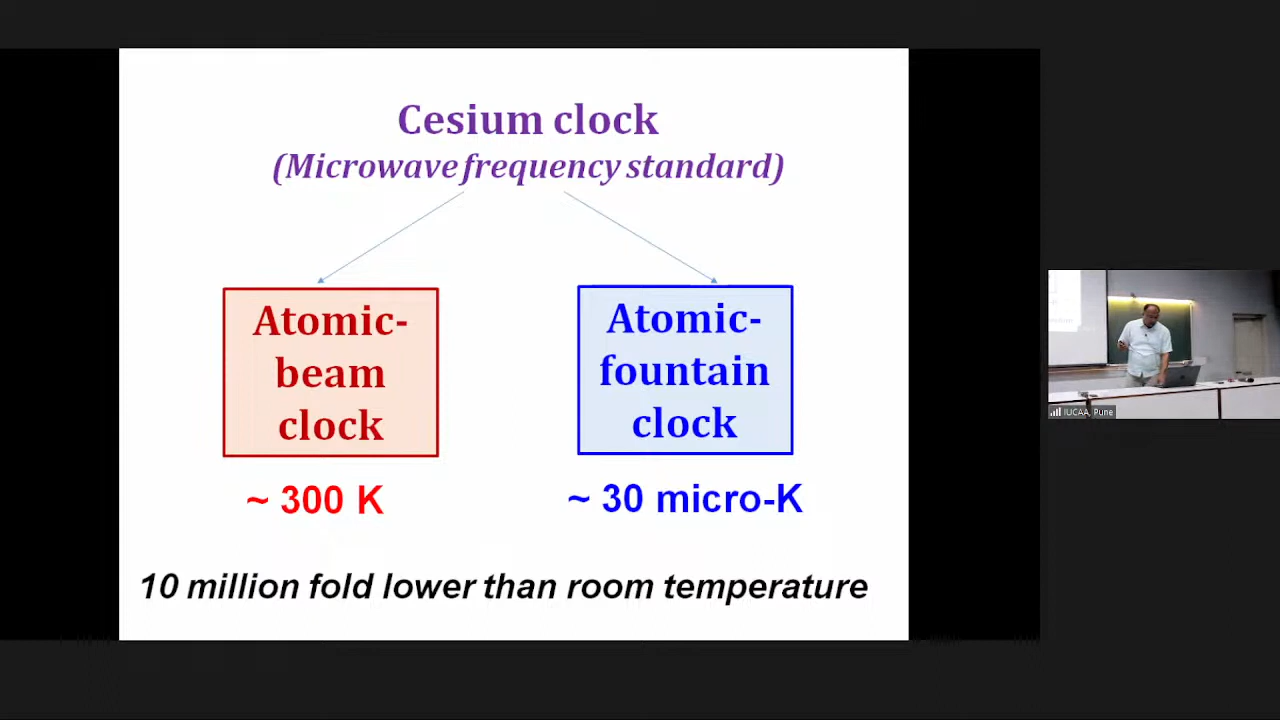 Cesium clock
(Microwave frequency standard)
Atomic-
beam
clock
Atomic-
fountain
clock
~ 300 K
~ 30 micro-K
10 million fold lower than room temperature
IUCAA, Pune